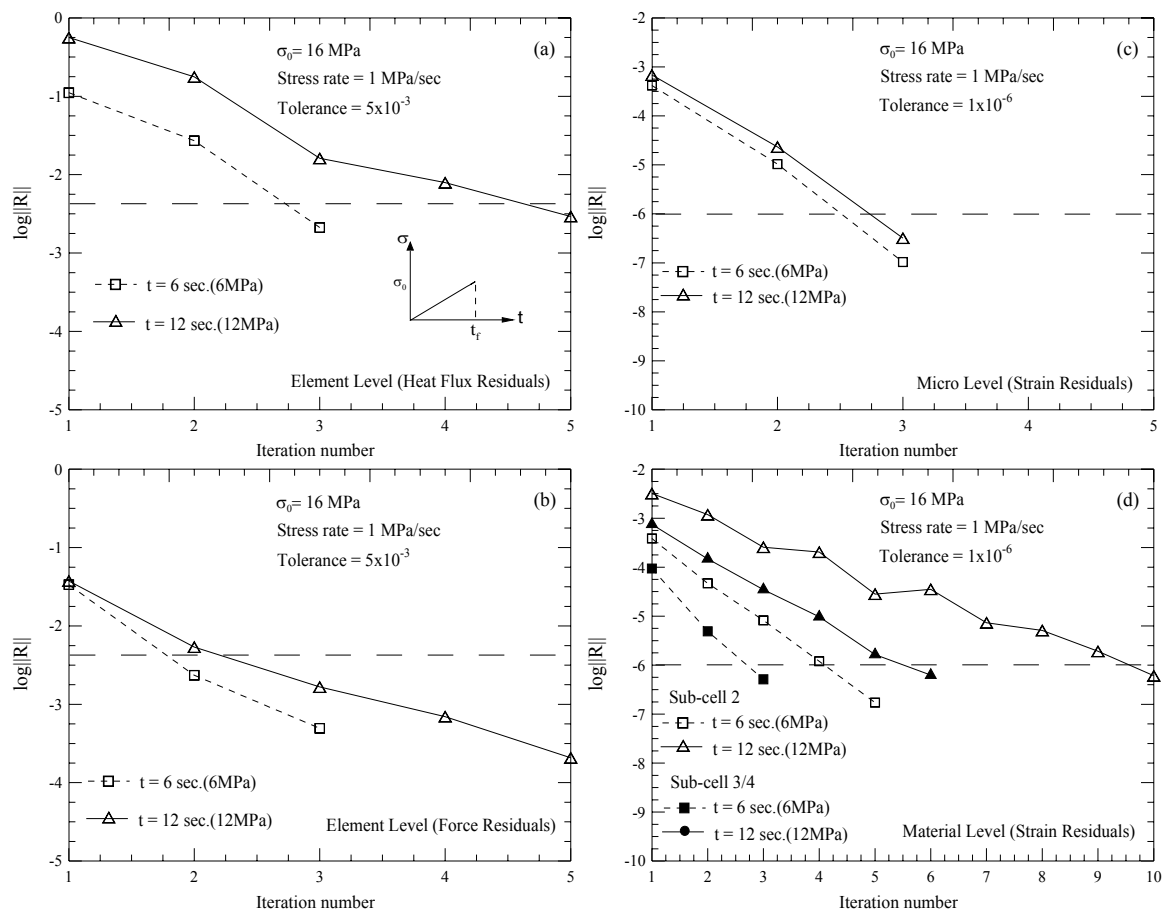 (a)
σ₀= 16 MPa
Stress rate = 1 MPa/sec
Tolerance = 5x10⁻³
log||R||
0
-1
-2
-3
-4
-5
t = 6 sec.(6MPa)
t = 12 sec.(12MPa)
σ
σ₀
t
t_f
Element Level (Heat Flux Residuals)
1 2 3 4 5
Iteration number
(c)
σ₀= 16 MPa
Stress rate = 1 MPa/sec
Tolerance = 1x10⁻⁶
log||R||
-2
-3
-4
-5
-6
-7
-8
-9
-10
t = 6 sec.(6MPa)
t = 12 sec.(12MPa)
Micro Level (Strain Residuals)
1 2 3 4 5
Iteration number
(b)
σ₀= 16 MPa
Stress rate = 1 MPa/sec
Tolerance = 5x10⁻³
log||R||
0
-1
-2
-3
-4
-5
t = 6 sec.(6MPa)
t = 12 sec.(12MPa)
Element Level (Force Residuals)
1 2 3 4 5
Iteration number
(d)
σ₀= 16 MPa
Stress rate = 1 MPa/sec
Tolerance = 1x10⁻⁶
log||R||
-2
-3
-4
-5
-6
-7
-8
-9
-10
Sub-cell 2
t = 6 sec.(6MPa)
t = 12 sec.(12MPa)
Sub-cell 3/4
t = 6 sec.(6MPa)
t = 12 sec.(12MPa)
Material Level (Strain Residuals)
1 2 3 4 5 6 7 8 9 10
Iteration number